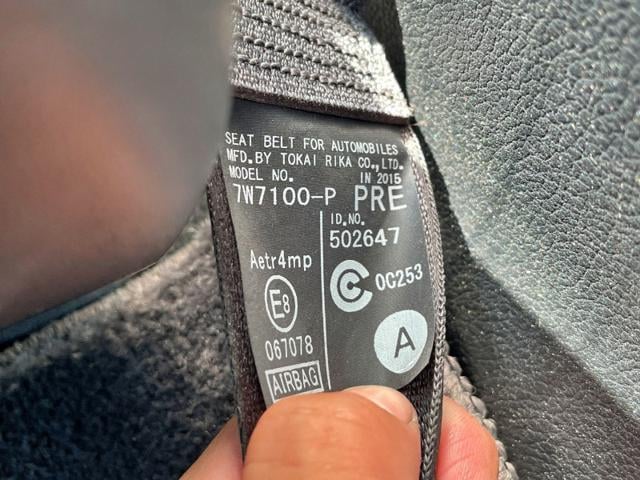 SEAT BELT FOR AUTOMOBILES
MFD.BY TOKAI RIKA CO.,LTD.
MODEL NO. IN 2015
7W7100-P PRE
ID.NO.
502647
Aetr4mp
E8
C 0C253
067078
A
AIRBAG